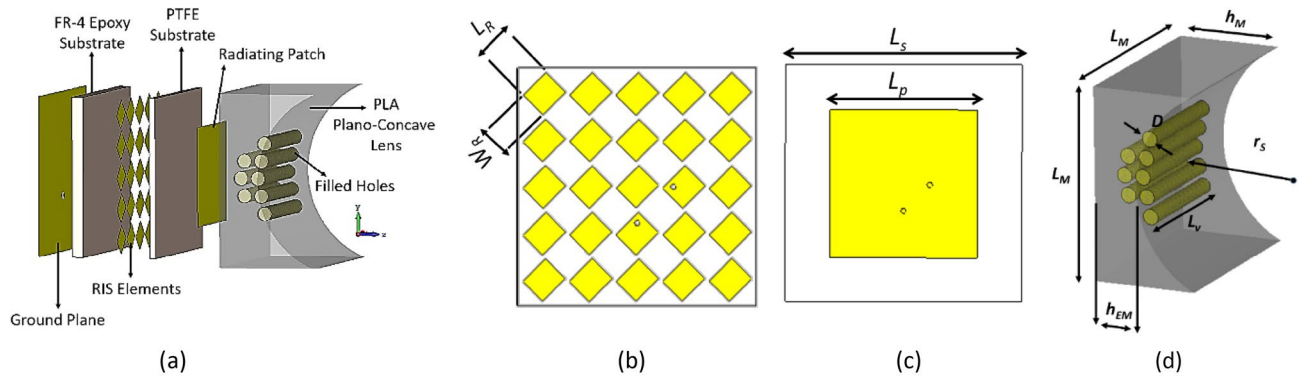 FR-4 Epoxy
Substrate
PTFE
Substrate
Radiating Patch
PLA
Plano-Concave
Lens
Filled Holes
y
z
RIS Elements
Ground Plane
(a)
L_R
W_R
(b)
L_s
L_p
(c)
h_M
L_M
D
r_s
L_M
L_v
h_EM
(d)